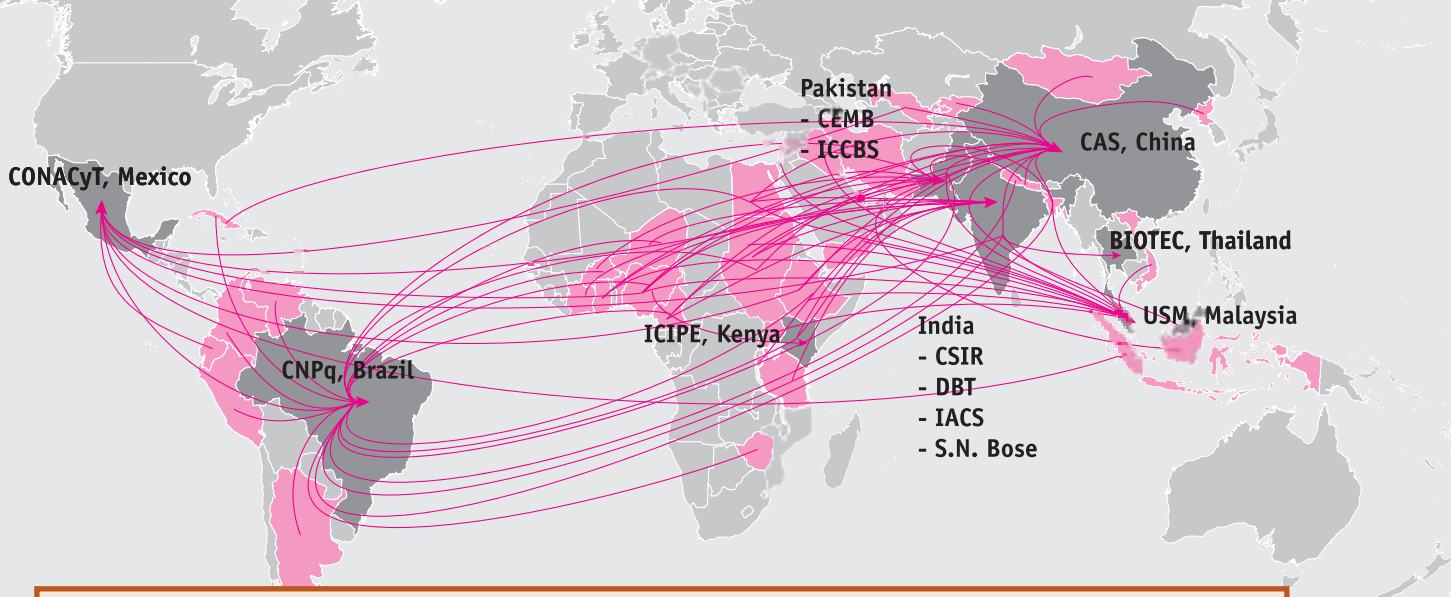 Pakistan
- CEMB
- ICCBS
CAS, China
CONACyT, Mexico
BIOTEC, Thailand
USM, Malaysia
ICIPE, Kenya
India
- CSIR
- DBT
- IACS
- S.N. Bose
CNPq, Brazil